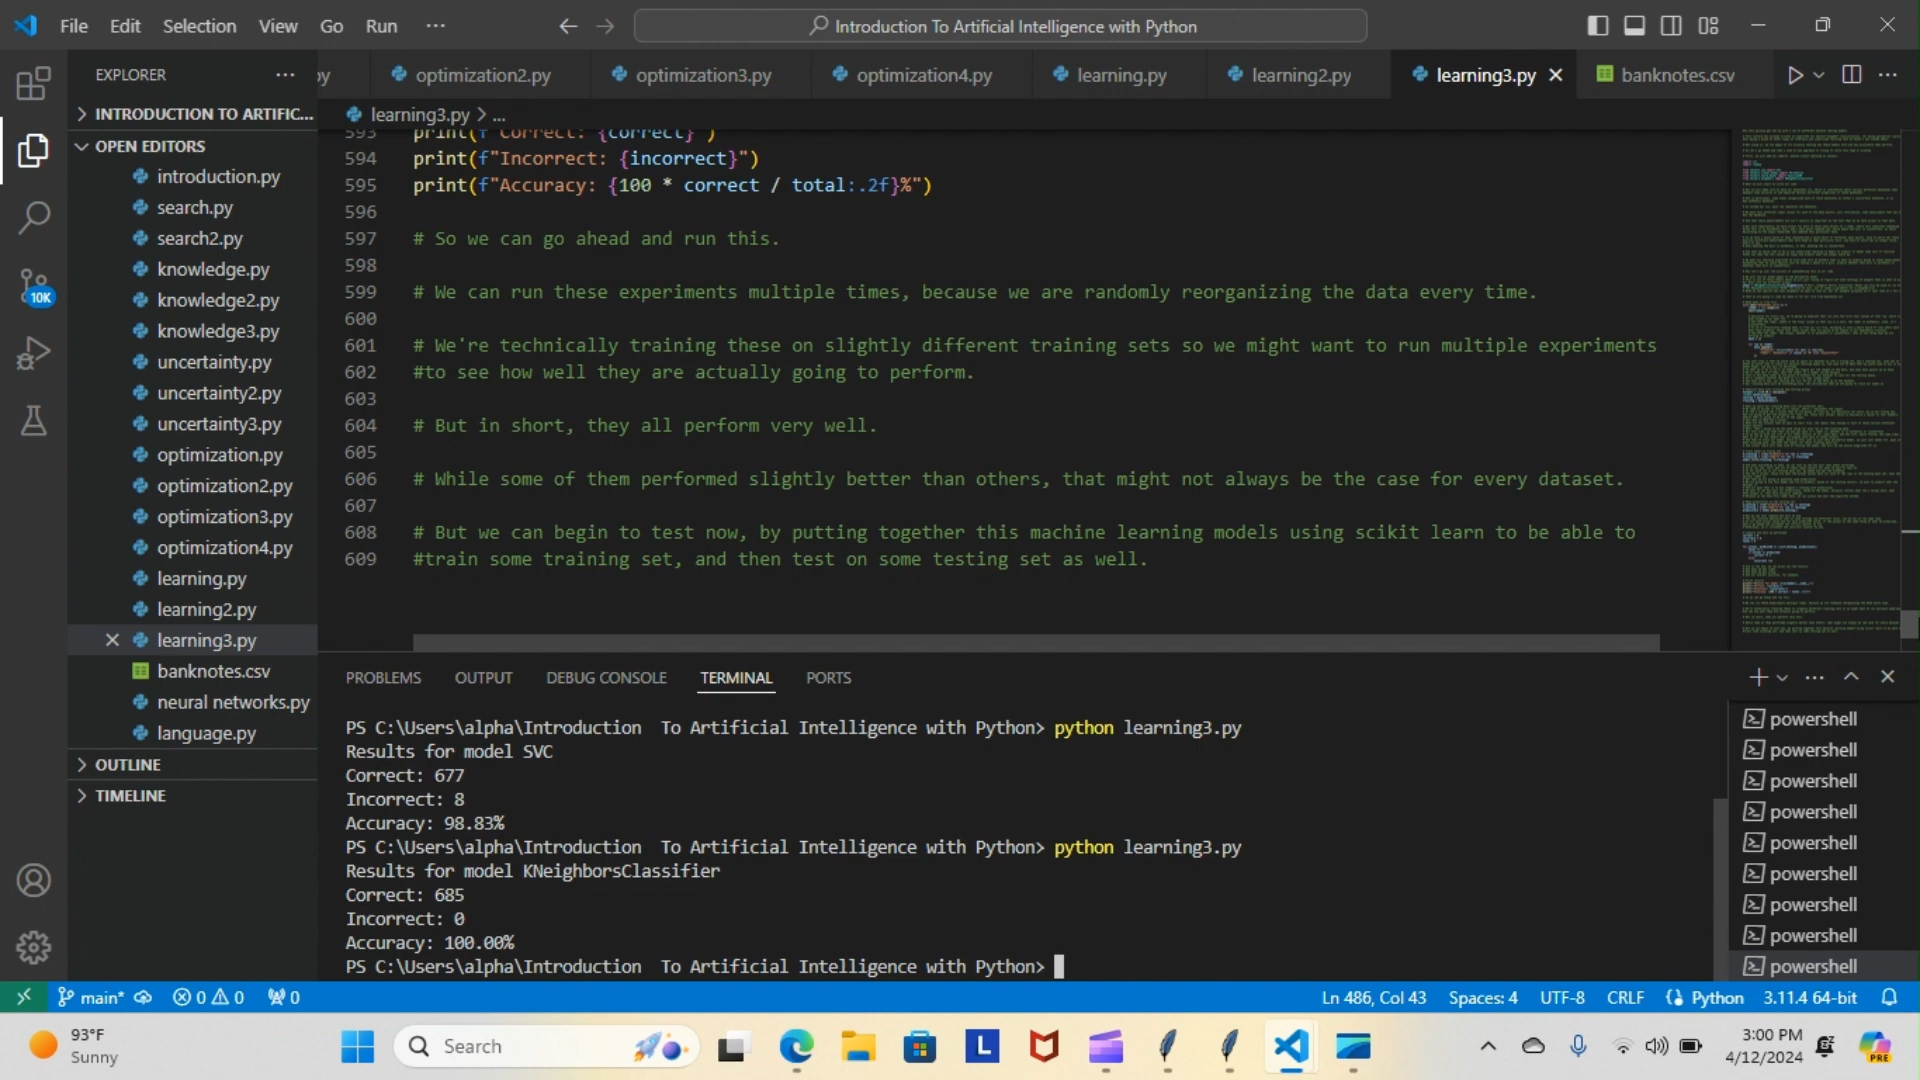 File Edit Selection View Go Run ···
Introduction To Artificial Intelligence with Python
EXPLORER
INTRODUCTION TO ARTIFIC...
OPEN EDITORS
introduction.py
search.py
search2.py
knowledge.py
knowledge2.py
knowledge3.py
uncertainty.py
uncertainty2.py
uncertainty3.py
optimization.py
optimization2.py
optimization3.py
optimization4.py
learning.py
learning2.py
learning3.py
banknotes.csv
neural networks.py
language.py
OUTLINE
TIMELINE
10K
py optimization2.py optimization3.py optimization4.py learning.py learning2.py learning3.py banknotes.csv
learning3.py > ...
593 print(f"Correct: {correct}")
594 print(f"Incorrect: {incorrect}")
595 print(f"Accuracy: {100 * correct / total:.2f}%")
596
597 # So we can go ahead and run this.
598
599 # We can run these experiments multiple times, because we are randomly reorganizing the data every time.
600
601 # We're technically training these on slightly different training sets so we might want to run multiple experiments
602 #to see how well they are actually going to perform.
603
604 # But in short, they all perform very well.
605
606 # While some of them performed slightly better than others, that might not always be the case for every dataset.
607
608 # But we can begin to test now, by putting together this machine learning models using scikit learn to be able to
609 #train some training set, and then test on some testing set as well.
PROBLEMS OUTPUT DEBUG CONSOLE TERMINAL PORTS
PS C:\Users\alpha\Introduction  To Artificial Intelligence with Python> python learning3.py
Results for model SVC
Correct: 677
Incorrect: 8
Accuracy: 98.83%
PS C:\Users\alpha\Introduction  To Artificial Intelligence with Python> python learning3.py
Results for model KNeighborsClassifier
Correct: 685
Incorrect: 0
Accuracy: 100.00%
PS C:\Users\alpha\Introduction  To Artificial Intelligence with Python>
powershell
powershell
powershell
powershell
powershell
powershell
powershell
powershell
powershell
main* 0 0 0 Ln 486, Col 43 Spaces: 4 UTF-8 CRLF Python 3.11.4 64-bit
93°F
Sunny
Search
L
3:00 PM
4/12/2024
PRE